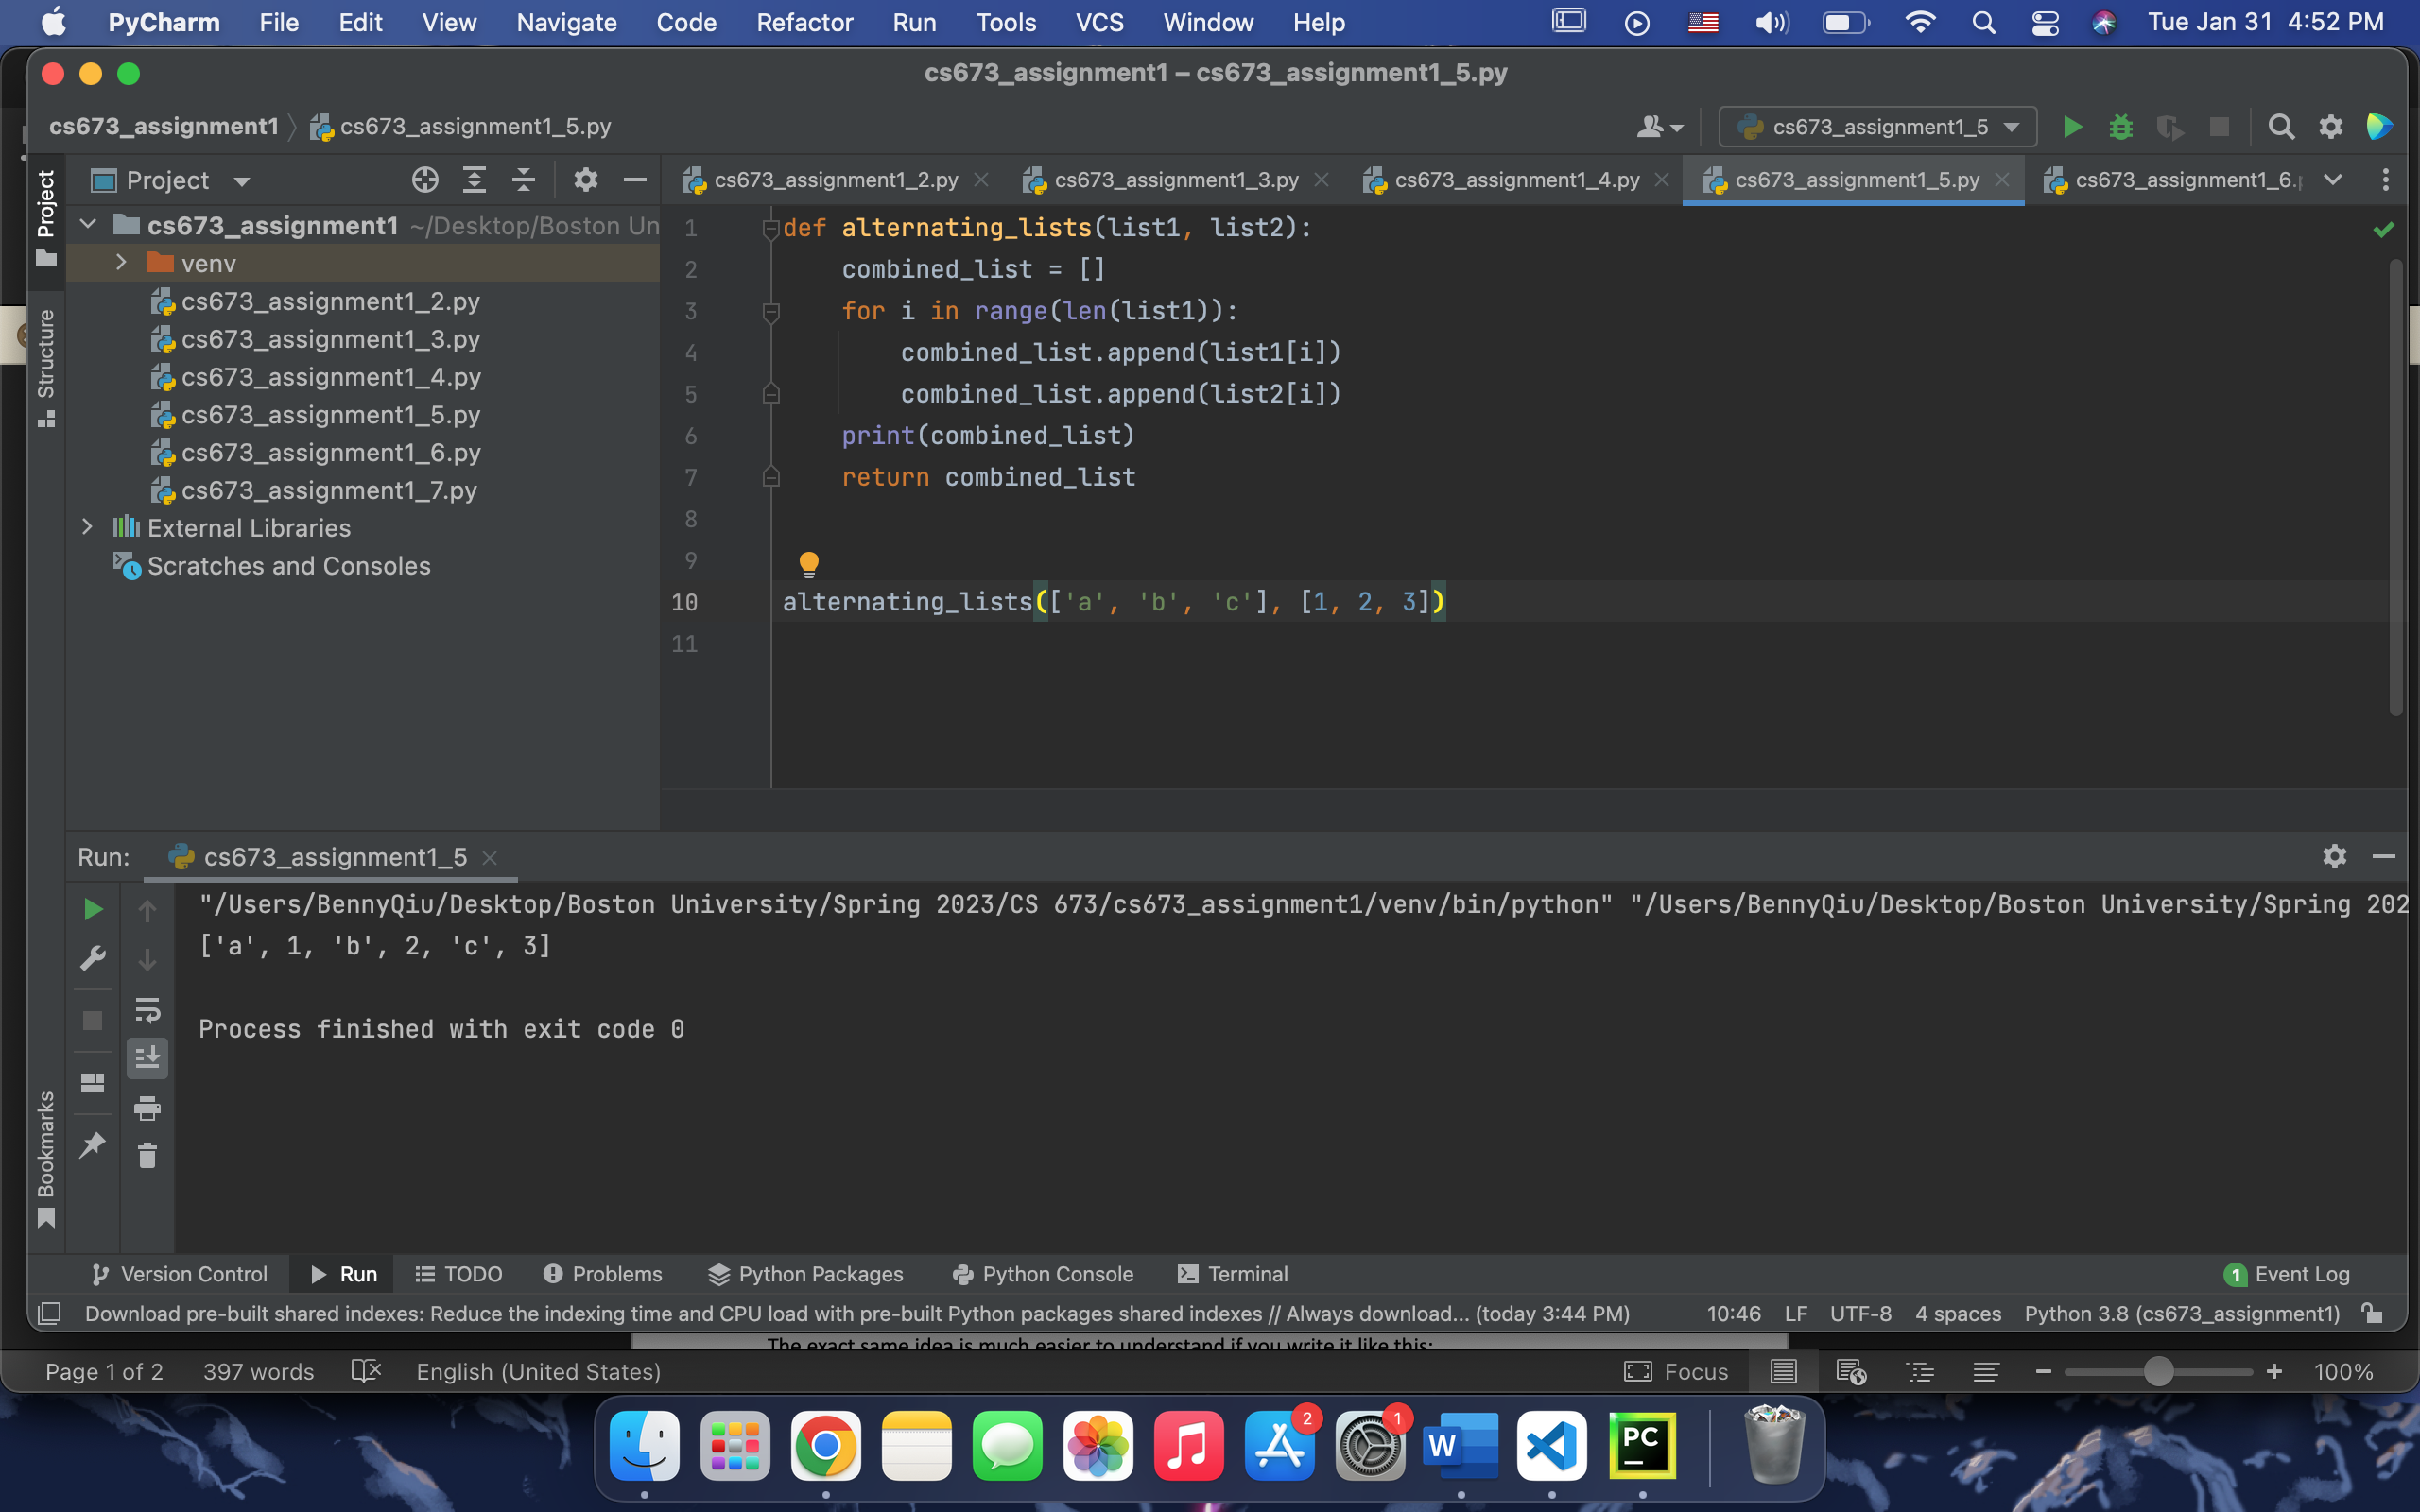 PyCharm File Edit View Navigate Code Refactor Run Tools VCS Window Help Tue Jan 31 4:52 PM
cs673_assignment1 – cs673_assignment1_5.py
cs673_assignment1 cs673_assignment1_5.py cs673_assignment1_5
Project
Project
Structure
cs673_assignment1_2.py cs673_assignment1_3.py cs673_assignment1_4.py cs673_assignment1_5.py cs673_assignment1_6.
cs673_assignment1 ~/Desktop/Boston Un
venv
cs673_assignment1_2.py
cs673_assignment1_3.py
cs673_assignment1_4.py
cs673_assignment1_5.py
cs673_assignment1_6.py
cs673_assignment1_7.py
External Libraries
Scratches and Consoles
1 def alternating_lists(list1, list2):
2 combined_list = []
3 for i in range(len(list1)):
4 combined_list.append(list1[i])
5 combined_list.append(list2[i])
6 print(combined_list)
7 return combined_list
8
9
10 alternating_lists(['a', 'b', 'c'], [1, 2, 3])
11
Run: cs673_assignment1_5
"/Users/BennyQiu/Desktop/Boston University/Spring 2023/CS 673/cs673_assignment1/venv/bin/python" "/Users/BennyQiu/Desktop/Boston University/Spring 202
['a', 1, 'b', 2, 'c', 3]
Process finished with exit code 0
Bookmarks
Version Control Run TODO Problems Python Packages Python Console Terminal 1 Event Log
Download pre-built shared indexes: Reduce the indexing time and CPU load with pre-built Python packages shared indexes // Always download... (today 3:44 PM) 10:46 LF UTF-8 4 spaces Python 3.8 (cs673_assignment1)
The exact same idea is much easier to understand if you write it like this:
Page 1 of 2 397 words English (United States) Focus 100%
2 1 W PC